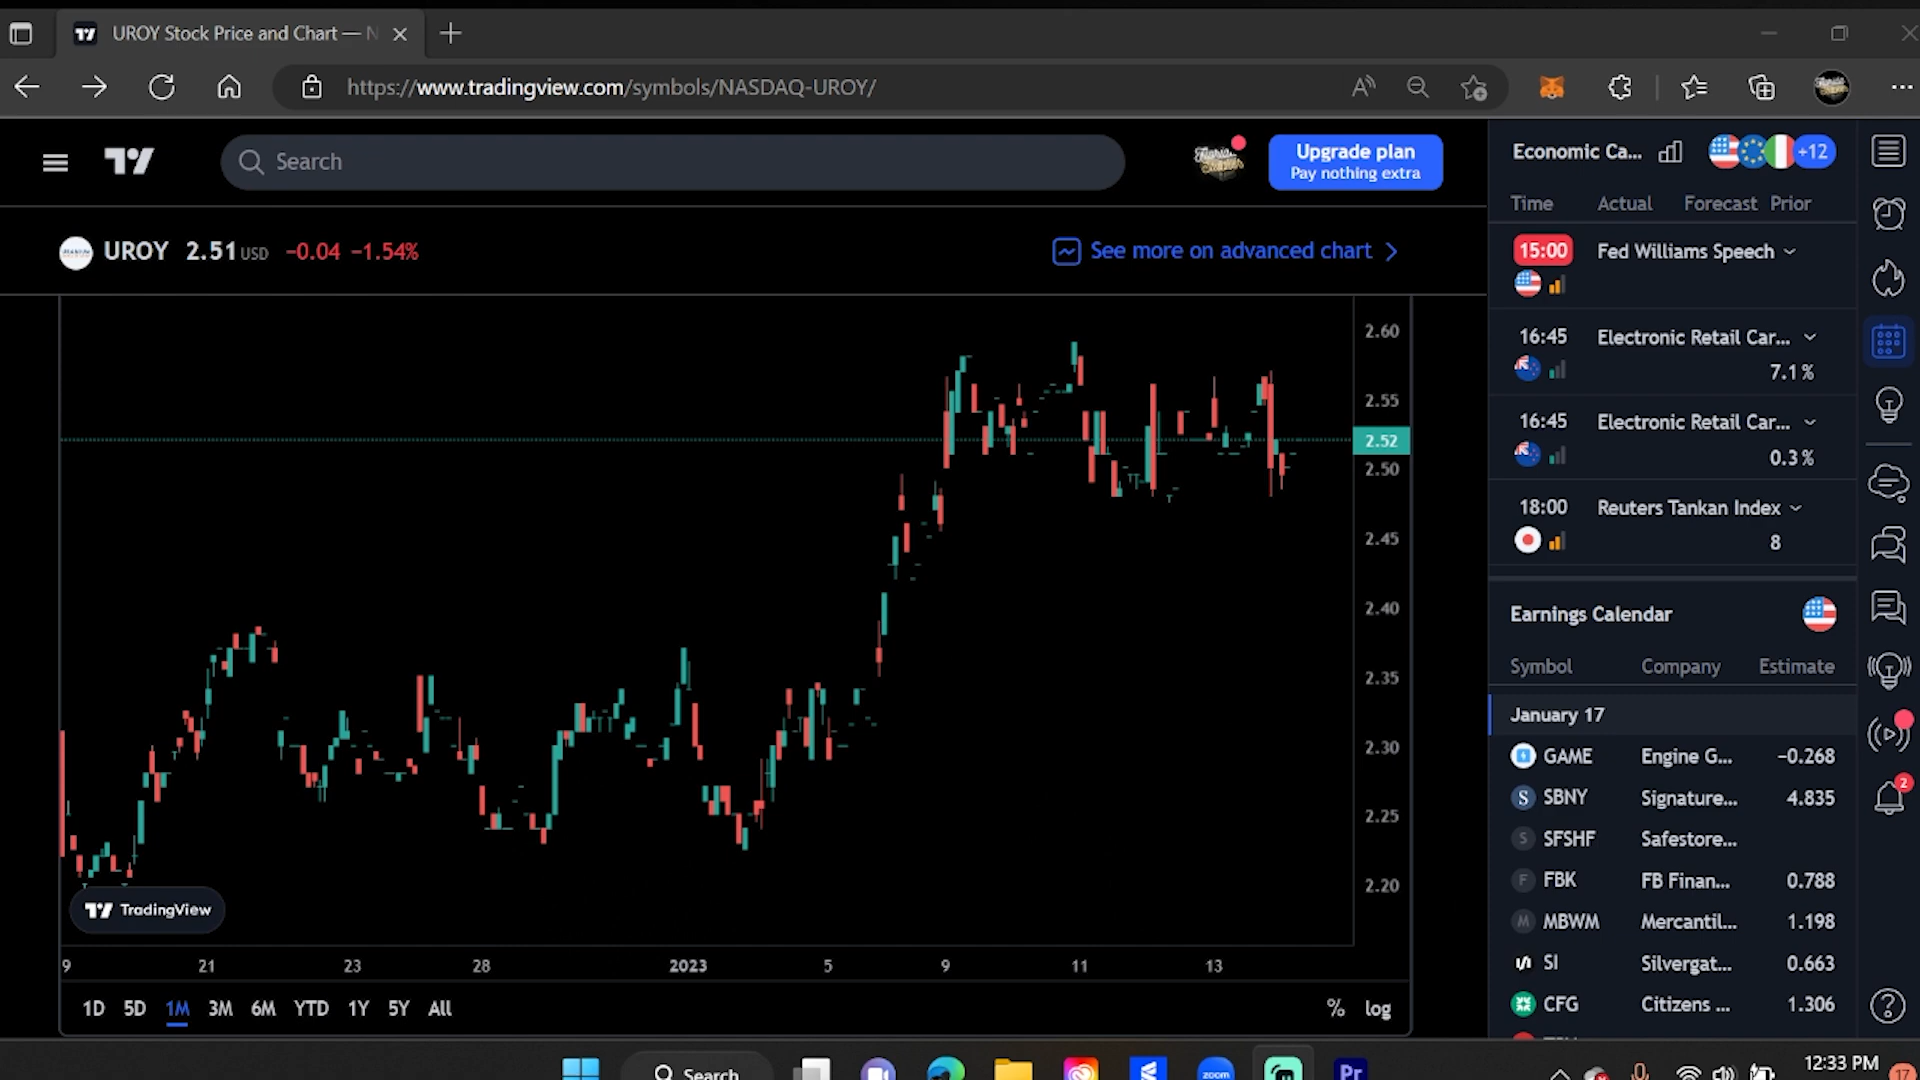 UROY Stock Price and Chart — N
https://www.tradingview.com/symbols/NASDAQ-UROY/
Search
Upgrade plan
Pay nothing extra
UROY 2.51 USD −0.04 −1.54%
See more on advanced chart
2.60
2.55
2.52
2.50
2.45
2.40
2.35
2.30
2.25
2.20
TradingView
9 21 23 28 2023 5 9 11 13
1D 5D 1M 3M 6M YTD 1Y 5Y All
% log
Economic Ca... +12
Time Actual Forecast Prior
15:00 Fed Williams Speech
16:45 Electronic Retail Car...
7.1%
16:45 Electronic Retail Car...
0.3%
18:00 Reuters Tankan Index
8
Earnings Calendar
Symbol Company Estimate
January 17
GAME Engine G... −0.268
S SBNY Signature... 4.835
S SFSHF Safestore...
F FBK FB Finan... 0.788
M MBWM Mercantil... 1.198
SI Silvergat... 0.663
CFG Citizens ... 1.306
2
Search
zoom
Pr
12:33 PM
17